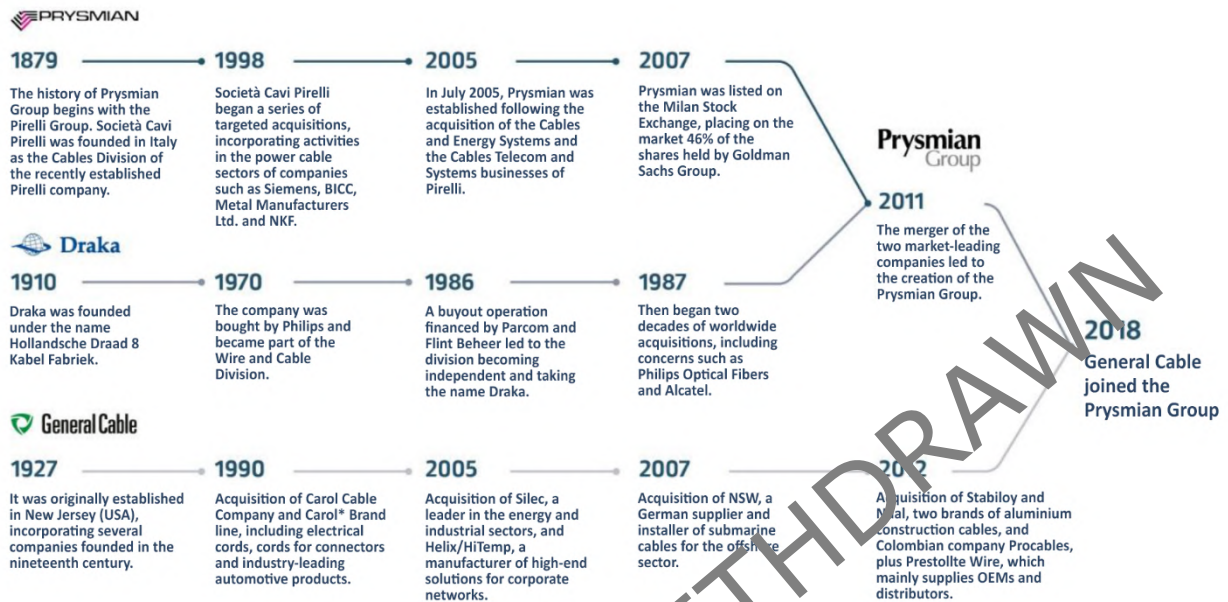 PRYSMIAN
1879
The history of Prysmian
Group begins with the
Pirelli Group. Società Cavi
Pirelli was founded in Italy
as the Cables Division of
the recently established
Pirelli company.
1998
Società Cavi Pirelli
began a series of
targeted acquisitions,
incorporating activities
in the power cable
sectors of companies
such as Siemens, BICC,
Metal Manufacturers
Ltd. and NKF.
2005
In July 2005, Prysmian was
established following the
acquisition of the Cables
and Energy Systems and
the Cables Telecom and
Systems businesses of
Pirelli.
2007
Prysmian was listed on
the Milan Stock
Exchange, placing on the
market 46% of the
shares held by Goldman
Sachs Group.
Prysmian
Group
2011
The merger of the
two market-leading
companies led to
the creation of the
Prysmian Group.
Draka
1910
Draka was founded
under the name
Hollandsche Draad 8
Kabel Fabriek.
1970
The company was
bought by Philips and
became part of the
Wire and Cable
Division.
1986
A buyout operation
financed by Parcom and
Flint Beheer led to the
division becoming
independent and taking
the name Draka.
1987
Then began two
decades of worldwide
acquisitions, including
concerns such as
Philips Optical Fibers
and Alcatel.
2018
General Cable
joined the
Prysmian Group
General Cable
1927
It was originally established
in New Jersey (USA),
incorporating several
companies founded in the
nineteenth century.
1990
Acquisition of Carol Cable
Company and Carol* Brand
line, including electrical
cords, cords for connectors
and industry-leading
automotive products.
2005
Acquisition of Silec, a
leader in the energy and
industrial sectors, and
Helix/HiTemp, a
manufacturer of high-end
solutions for corporate
networks.
2007
Acquisition of NSW, a
German supplier and
installer of submarine
cables for the offshore
sector.
2012
Acquisition of Stabiloy and
two brands of aluminium
construction cables, and
Colombian company Procables,
plus Prestollte Wire, which
mainly supplies OEMs and
distributors.
THDRAWN